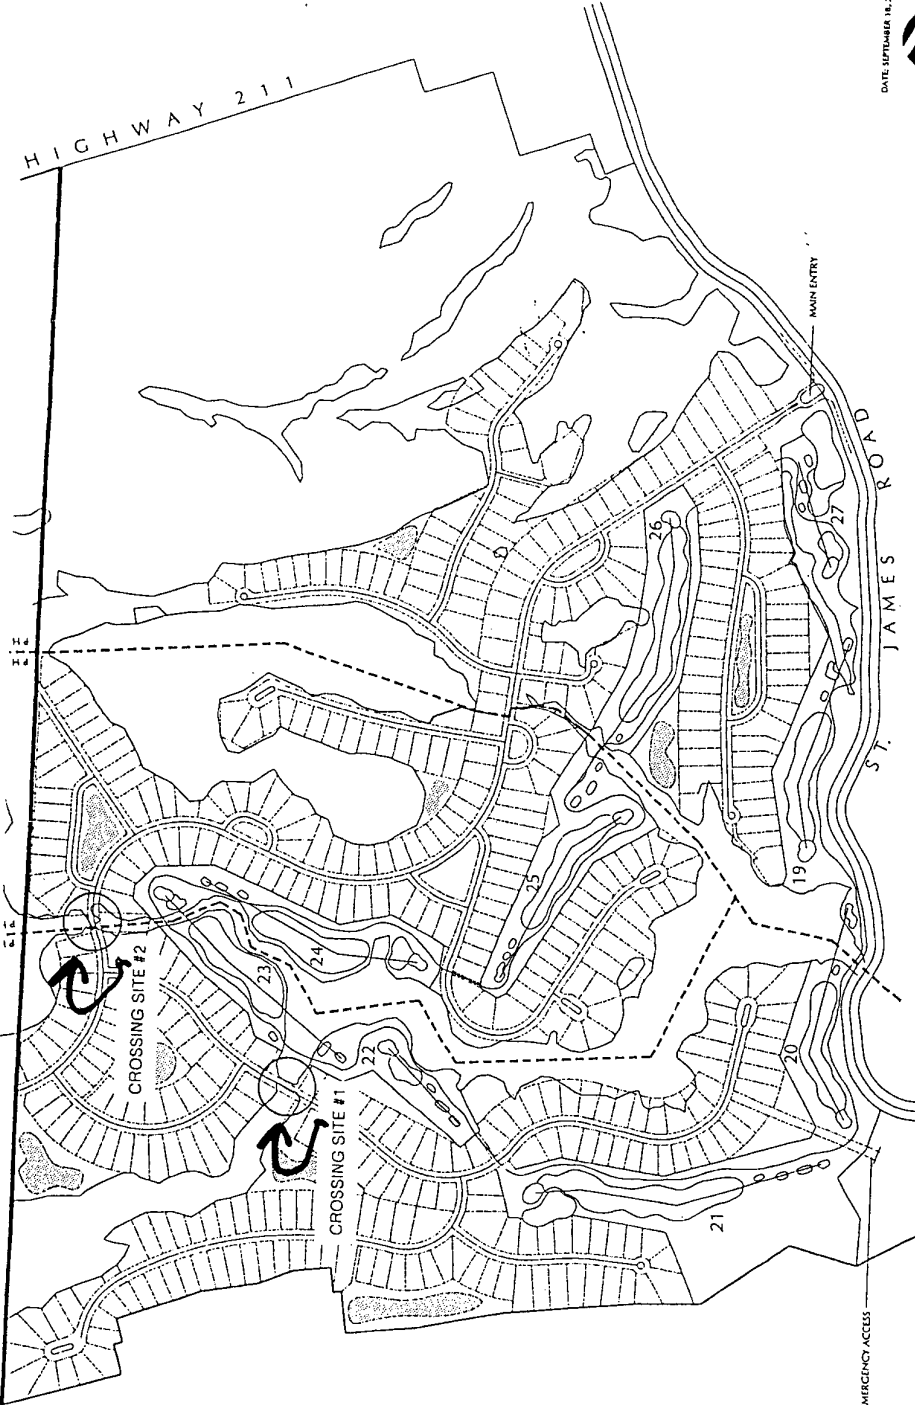 DATE: SEPTEMBER 18,
HIGHWAY 211
MAIN ENTRY
ST. JAMES ROAD
CROSSING SITE #2
CROSSING SITE #1
26
27
25
24
23
22
19
20
21
MERGENCY ACCESS